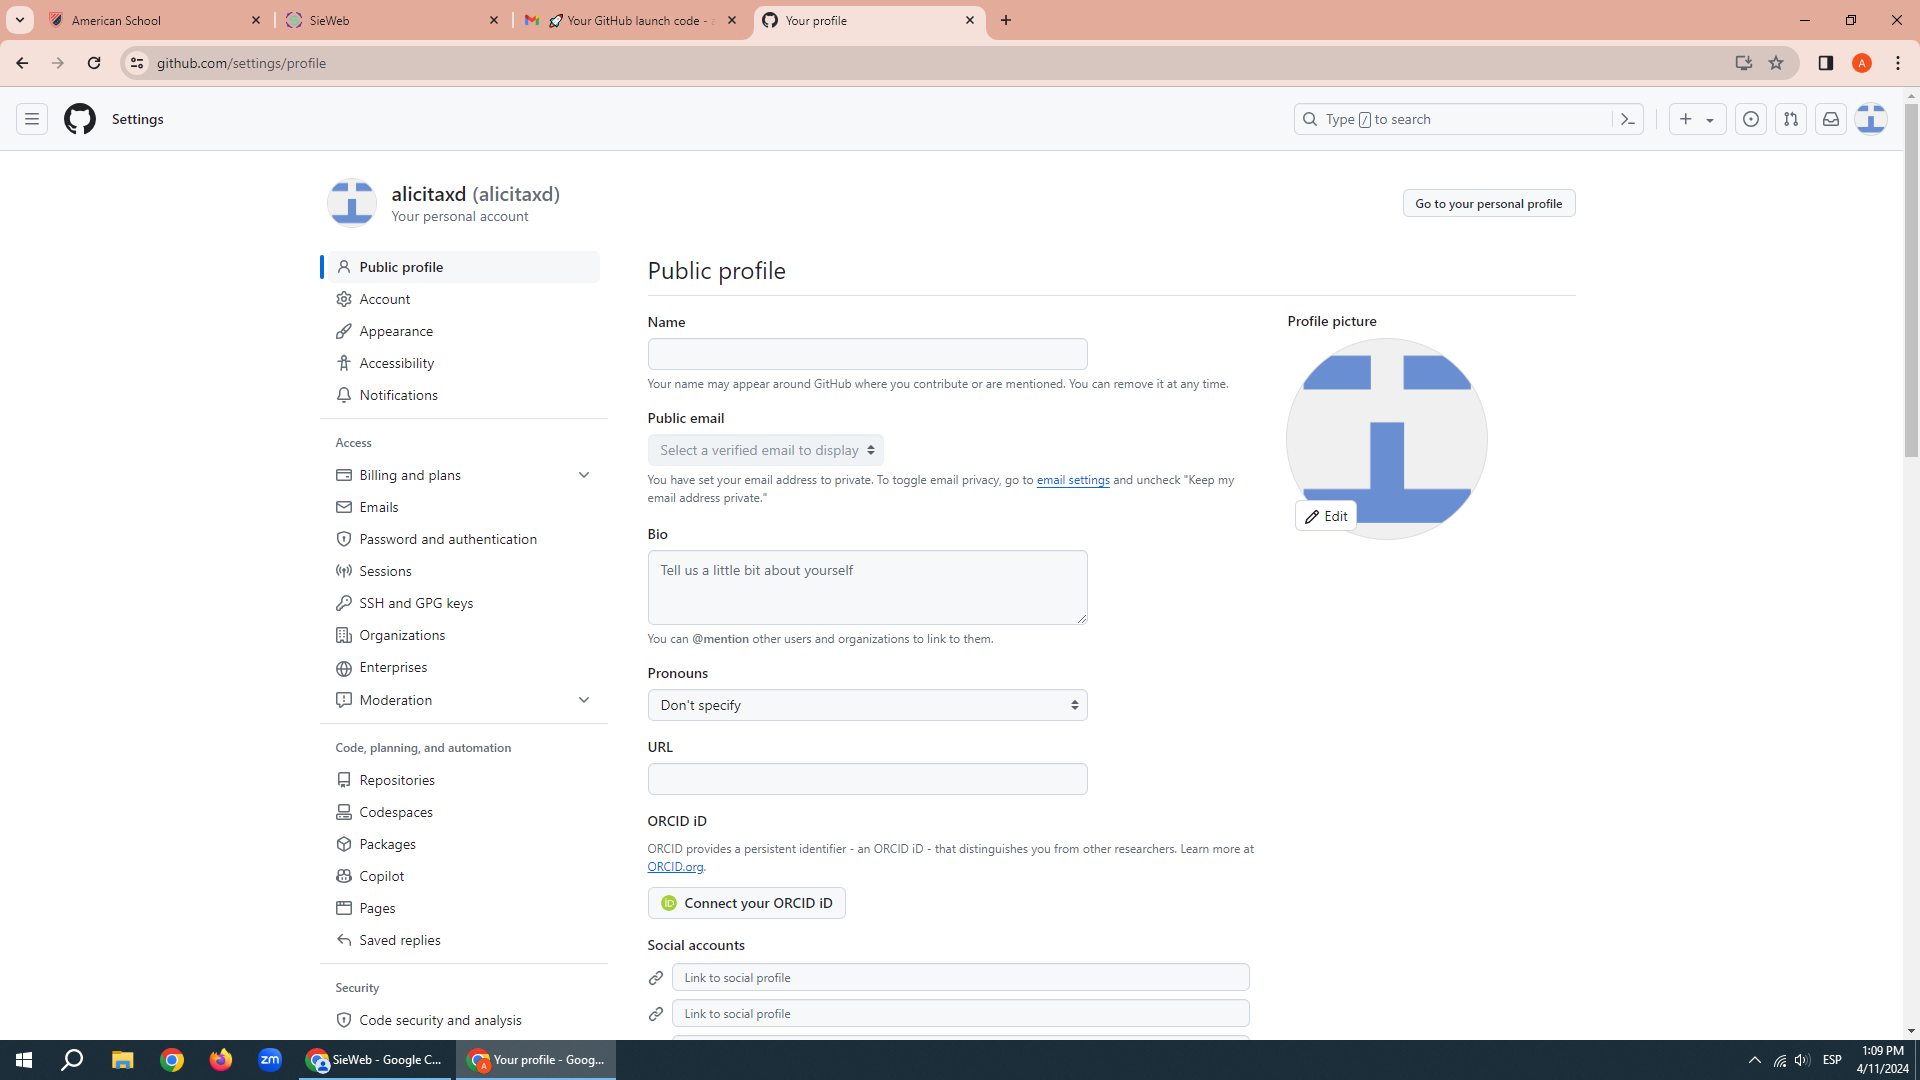 American School
SieWeb
Your GitHub launch code -
Your profile
github.com/settings/profile
A
Settings
Type / to search
alicitaxd (alicitaxd)
Your personal account
Go to your personal profile
Public profile
Account
Appearance
Accessibility
Notifications
Access
Billing and plans
Emails
Password and authentication
Sessions
SSH and GPG keys
Organizations
Enterprises
Moderation
Code, planning, and automation
Repositories
Codespaces
Packages
Copilot
Pages
Saved replies
Security
Code security and analysis
Public profile
Name
Your name may appear around GitHub where you contribute or are mentioned. You can remove it at any time.
Public email
Select a verified email to display
You have set your email address to private. To toggle email privacy, go to email settings and uncheck "Keep my
email address private."
Bio
Tell us a little bit about yourself
You can @mention other users and organizations to link to them.
Pronouns
Don't specify
URL
ORCID iD
ORCID provides a persistent identifier - an ORCID iD - that distinguishes you from other researchers. Learn more at
ORCID.org.
iD Connect your ORCID iD
Social accounts
Link to social profile
Link to social profile
Profile picture
Edit
zm
SieWeb - Google C...
A
Your profile - Goog...
ESP
1:09 PM
4/11/2024